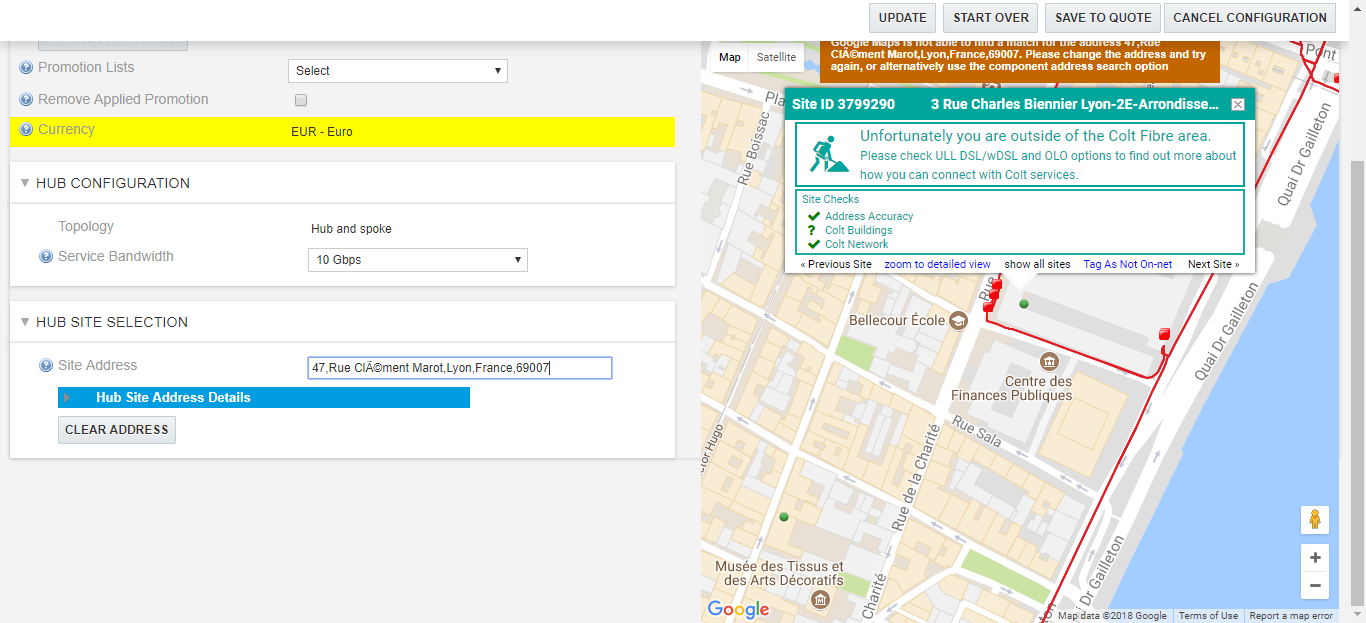 UPDATE
START OVER
SAVE TO QUOTE
CANCEL CONFIGURATION
Promotion Lists
Select
Remove Applied Promotion
Currency
EUR - Euro
HUB CONFIGURATION
Topology
Hub and spoke
Service Bandwidth
10 Gbps
HUB SITE SELECTION
Site Address
47,Rue ClÃ©ment Marot,Lyon,France,69007
Hub Site Address Details
CLEAR ADDRESS
Map
Satellite
Google Maps is not able to find a match for the address 47,Rue
ClÃ©ment Marot,Lyon,France,69007. Please change the address and try
again, or alternatively use the component address search option
Site ID 3799290
3 Rue Charles Biennier Lyon-2E-Arrondisse...
Unfortunately you are outside of the Colt Fibre area.
Please check ULL DSL/wDSL and OLO options to find out more about
how you can connect with Colt services.
Site Checks
Address Accuracy
? Colt Buildings
Colt Network
« Previous Site
zoom to detailed view
show all sites
Tag As Not On-net
Next Site »
Pont
Rue Boissac
Quai Dr Gailleton
Rue
Bellecour École
Quai Dr Gailleton
Centre des
Finances Publiques
Rue Sala
Rue de la Charité
tor Hugo
Musée des Tissus et
des Arts Décoratifs
Charité
i Dr Gailleton
Google
Map data ©2018 Google
Terms of Use
Report a map error